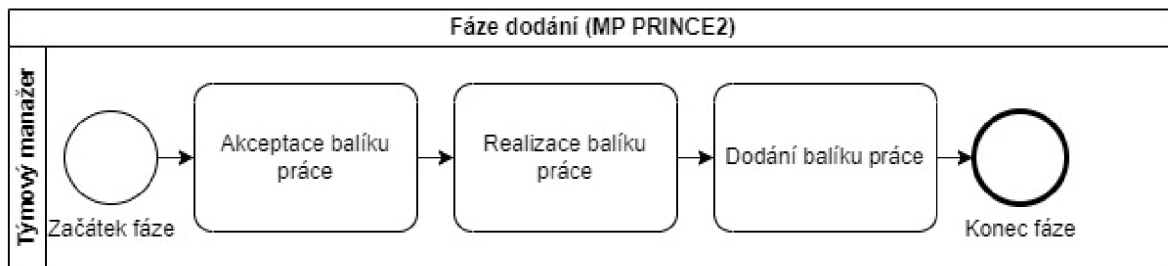 Fáze dodání (MP PRINCE2)
Týmový manažer
Začátek fáze
Akceptace balíku
práce
Realizace balíku
práce
Dodání balíku práce
Konec fáze